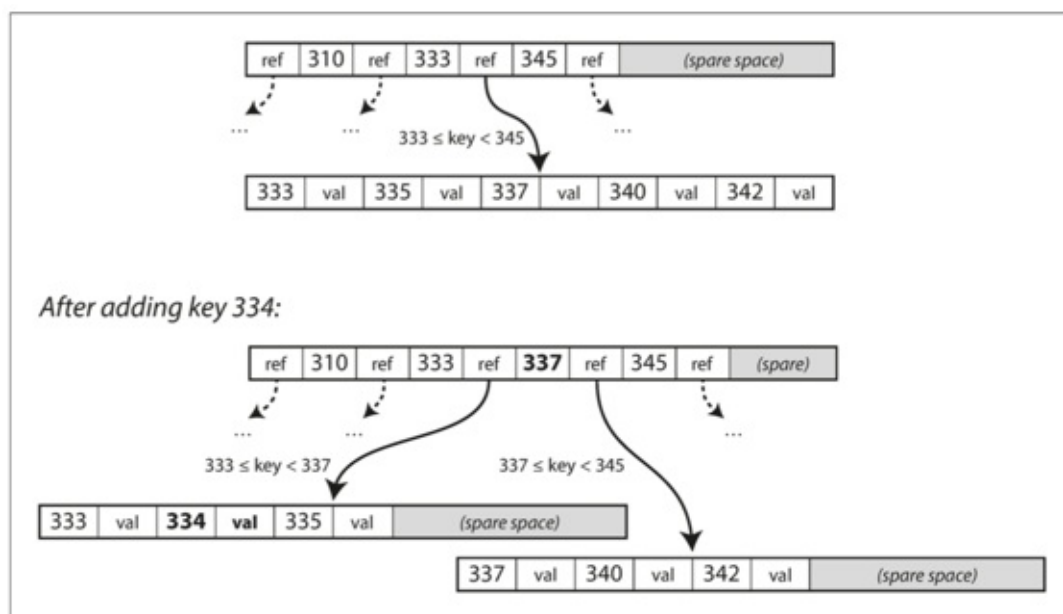 ref 310 ref 333 ref 345 ref (spare space)
... ... ...
333 ≤ key < 345
333 val 335 val 337 val 340 val 342 val
After adding key 334:
ref 310 ref 333 ref 337 ref 345 ref (spare)
... ... ...
333 ≤ key < 337 337 ≤ key < 345
333 val 334 val 335 val (spare space)
337 val 340 val 342 val (spare space)